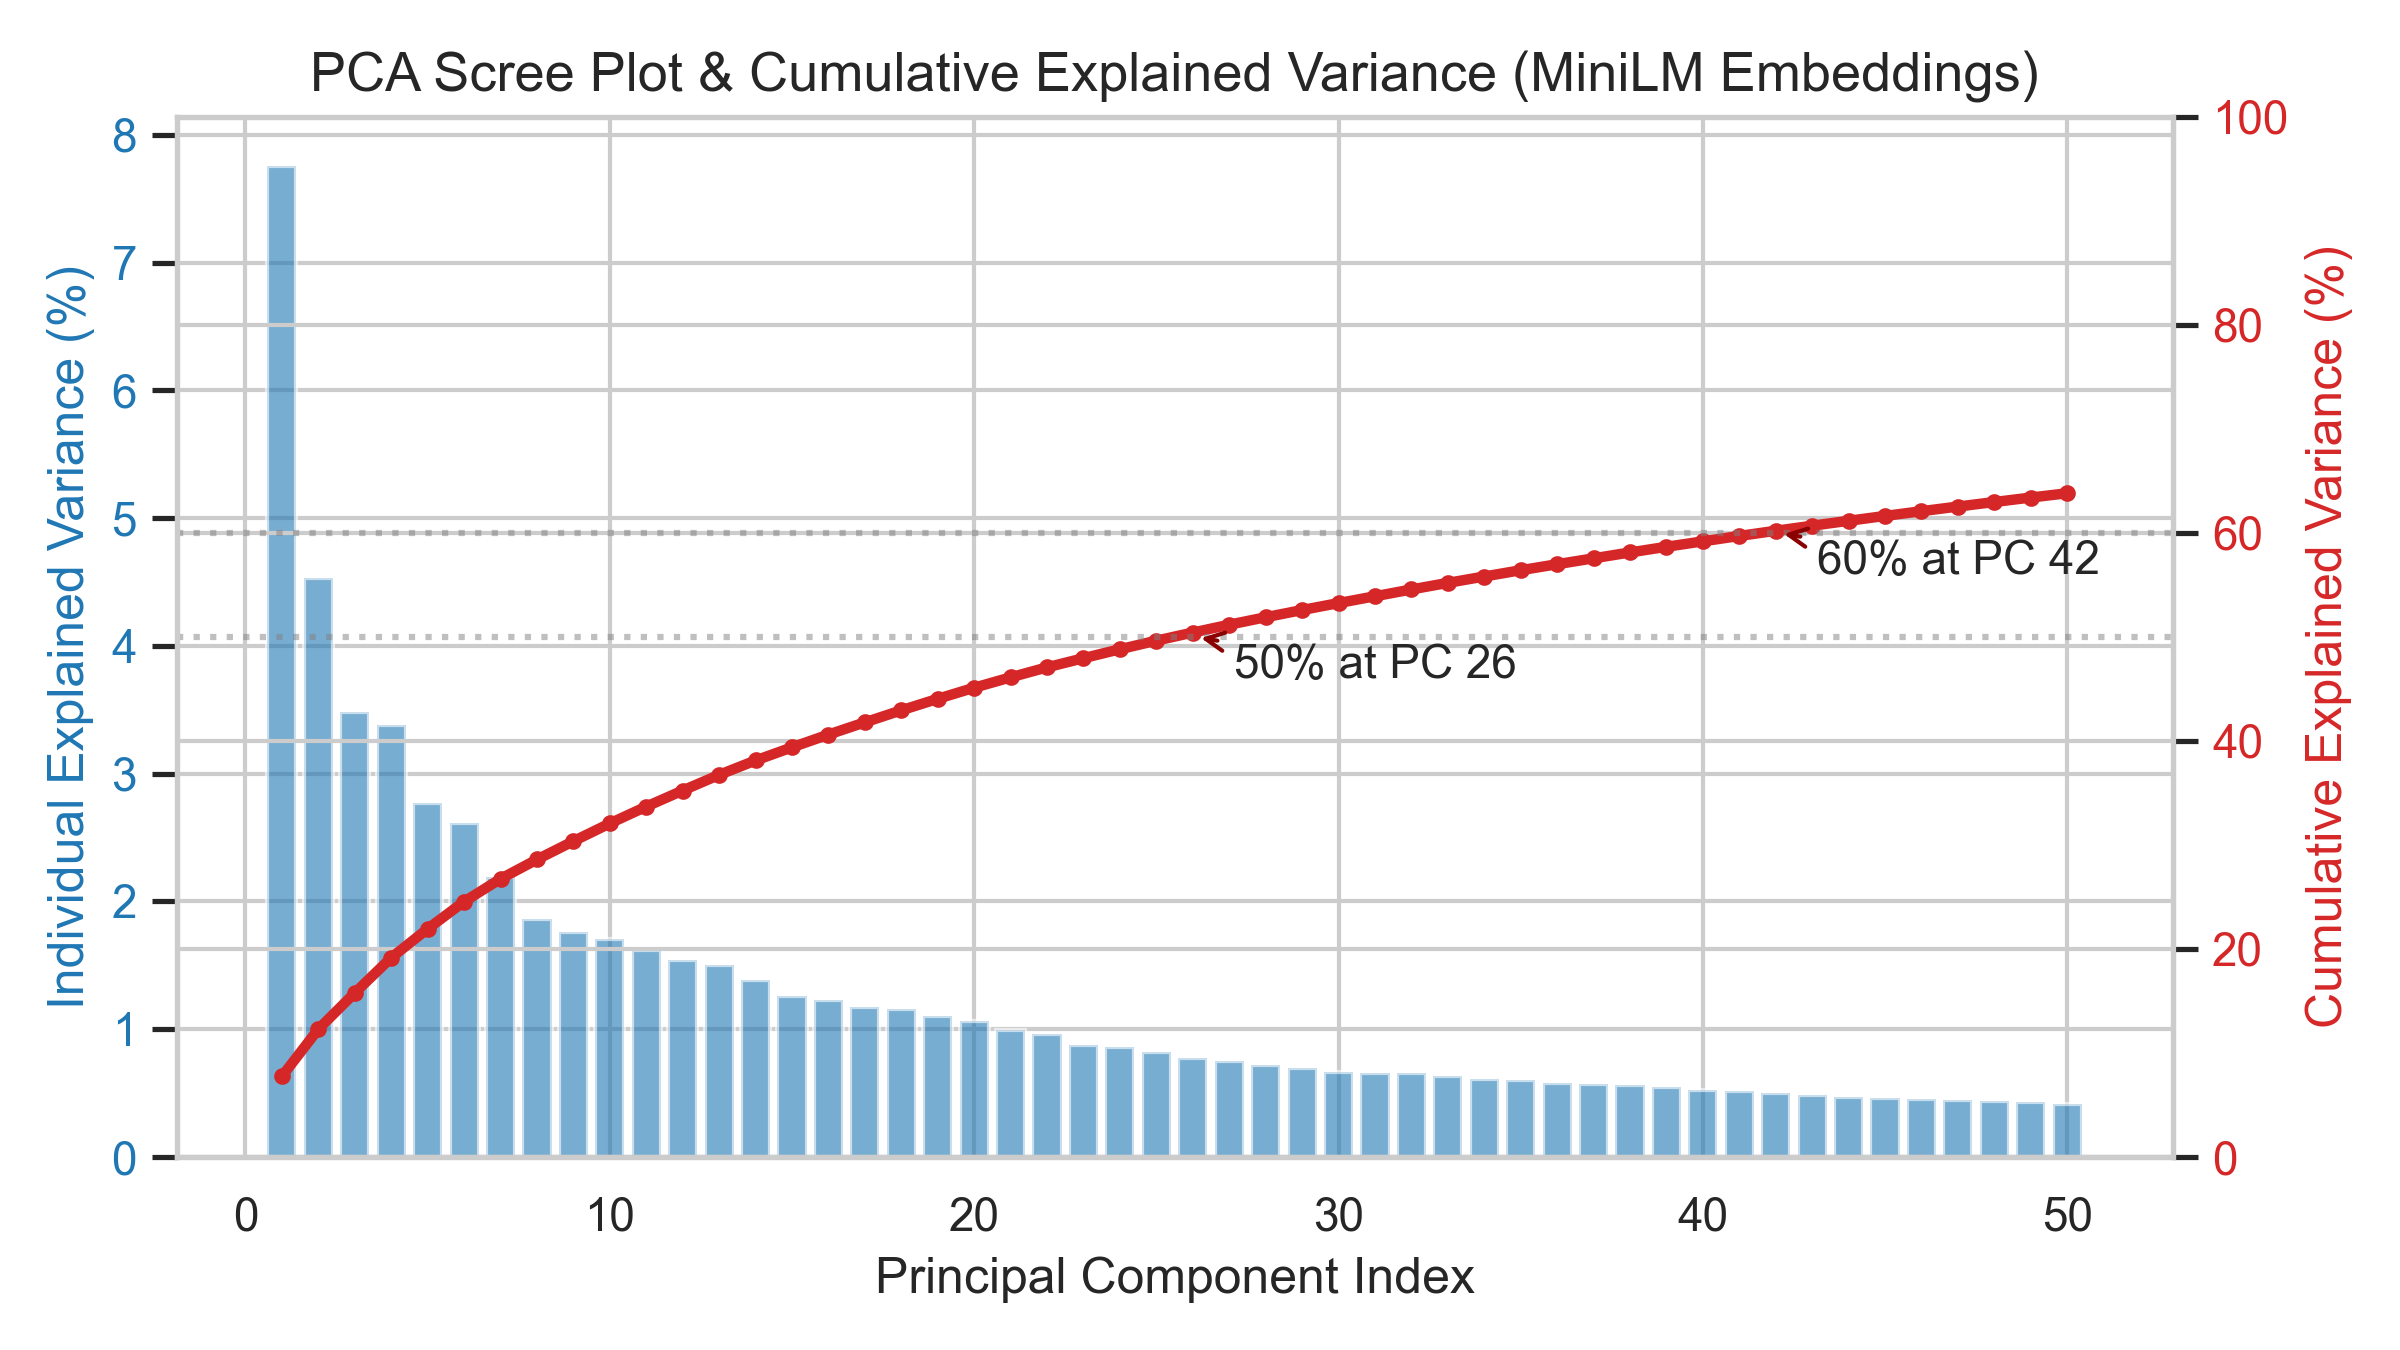 PCA Scree Plot & Cumulative Explained Variance (MiniLM Embeddings)
Individual Explained Variance (%)
8
7
6
5
4
3
2
1
0
100
80
60
40
20
0
Cumulative Explained Variance (%)
60% at PC 42
50% at PC 26
0 10 20 30 40 50
Principal Component Index